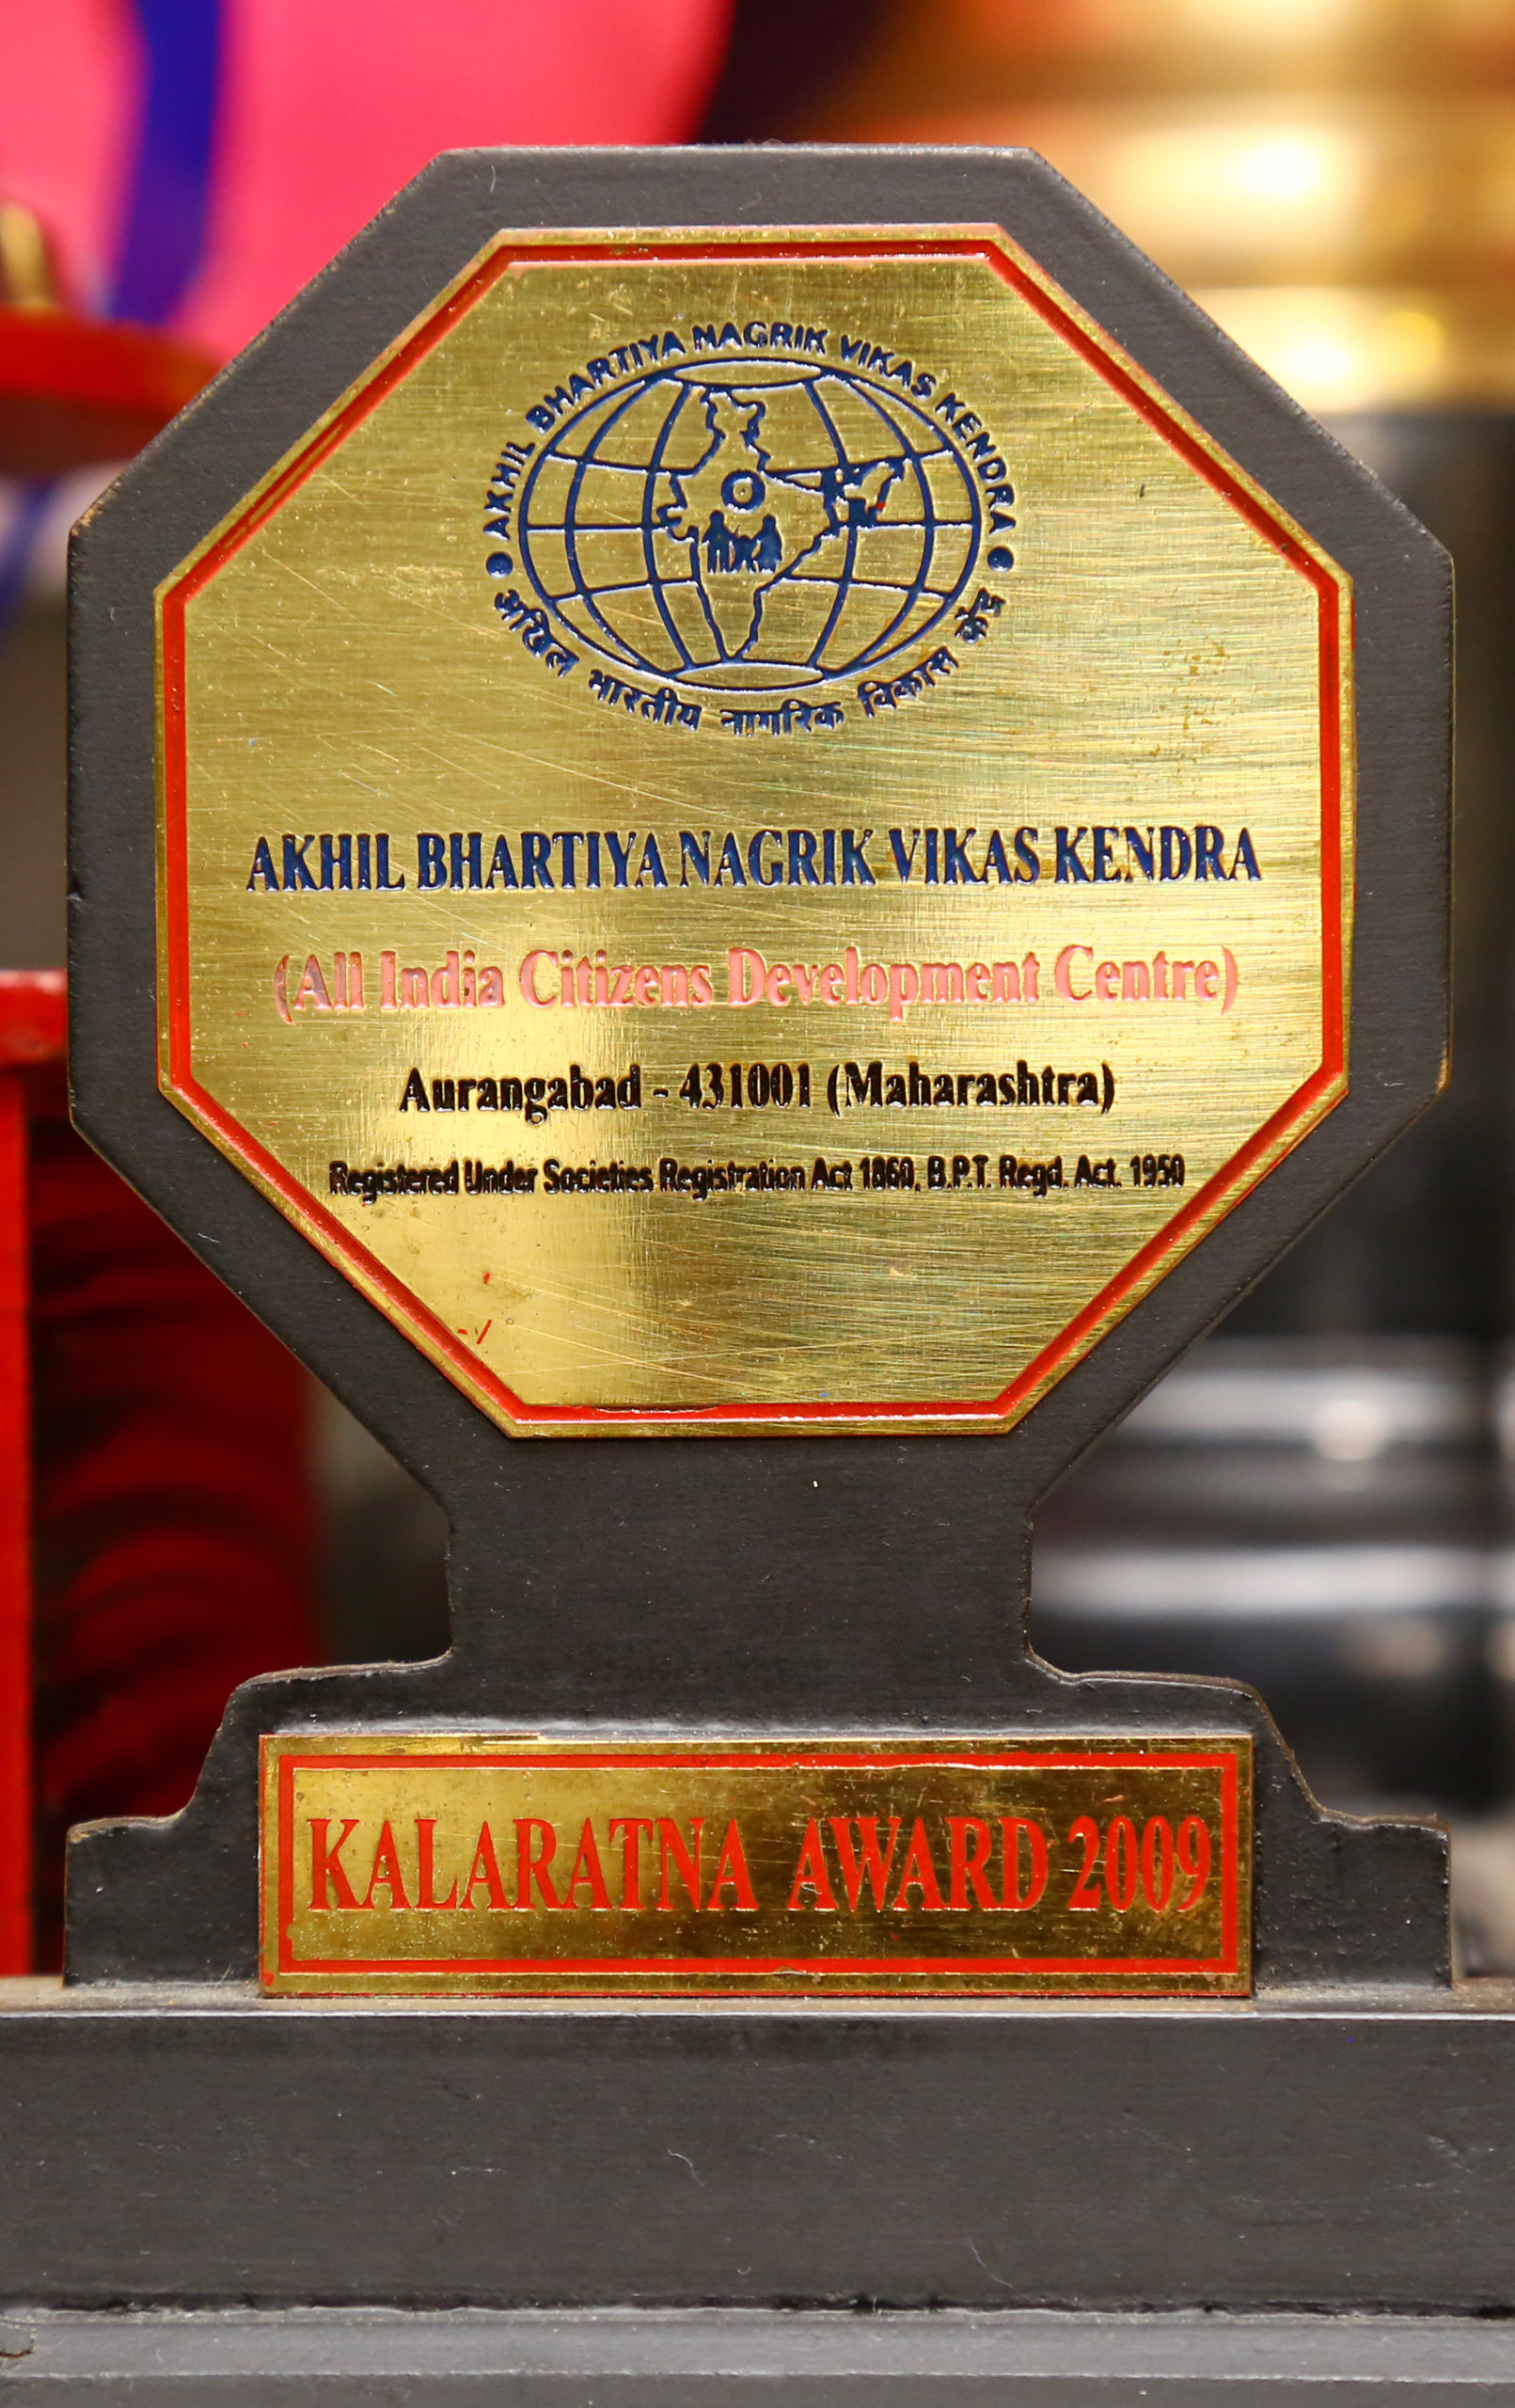 AKHIL BHARTIYA NAGRIK VIKAS KENDRA
अखिल भारतीय नागरिक विकास केंद्र
AKHIL BHARTIYA NAGRIK VIKAS KENDRA
(All India Citizens Development Centre)
Aurangabad - 431001 (Maharashtra)
Registered Under Societies Registration Act 1860, B.P.T. Regd. Act. 1950
KALARATNA AWARD 2009